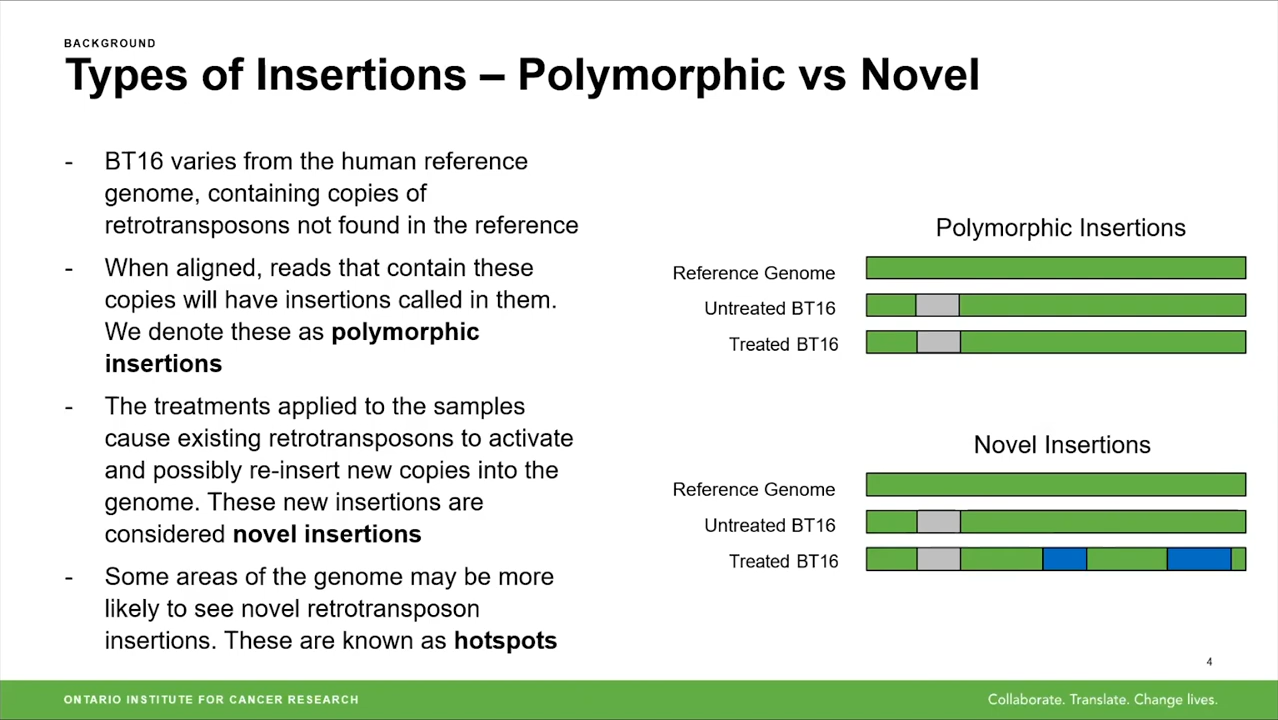 BACKGROUND
Types of Insertions – Polymorphic vs Novel
- BT16 varies from the human reference
genome, containing copies of
retrotransposons not found in the reference
- When aligned, reads that contain these
copies will have insertions called in them.
We denote these as polymorphic
insertions
- The treatments applied to the samples
cause existing retrotransposons to activate
and possibly re-insert new copies into the
genome. These new insertions are
considered novel insertions
- Some areas of the genome may be more
likely to see novel retrotransposon
insertions. These are known as hotspots
Polymorphic Insertions
Reference Genome
Untreated BT16
Treated BT16
Novel Insertions
Reference Genome
Untreated BT16
Treated BT16
4
ONTARIO INSTITUTE FOR CANCER RESEARCH
Collaborate. Translate. Change lives.